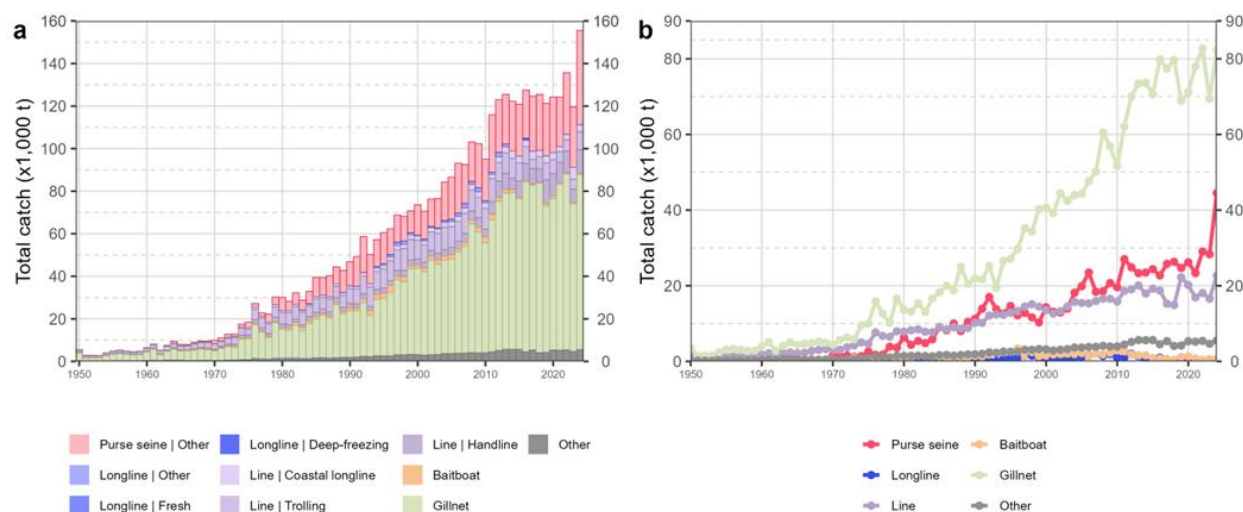 a
Total catch (x1,000 t)
160
140
120
100
80
60
40
20
0
160
140
120
100
80
60
40
20
0
1950 1960 1970 1980 1990 2000 2010 2020
Purse seine | Other
Longline | Other
Longline | Fresh
Longline | Deep-freezing
Line | Coastal longline
Line | Trolling
Line | Handline
Baitboat
Gillnet
Other
b
Total catch (x1,000 t)
90
80
60
40
20
0
90
80
60
40
20
0
1950 1960 1970 1980 1990 2000 2010 2020
Purse seine
Longline
Line
Baitboat
Gillnet
Other